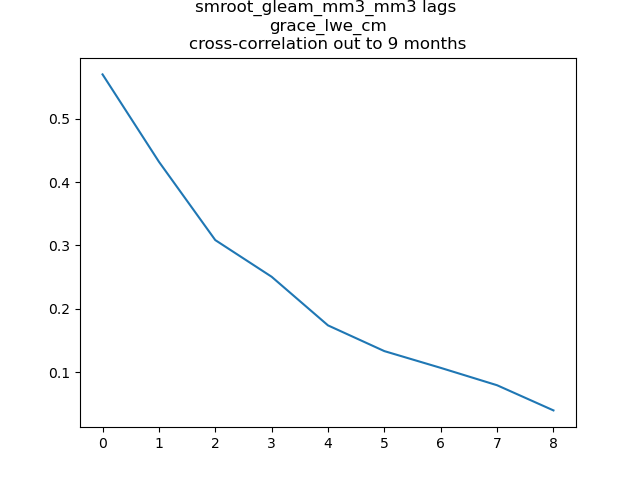 smroot_gleam_mm3_mm3 lags
grace_lwe_cm
cross-correlation out to 9 months
0.5
0.4
0.3
0.2
0.1
0 1 2 3 4 5 6 7 8